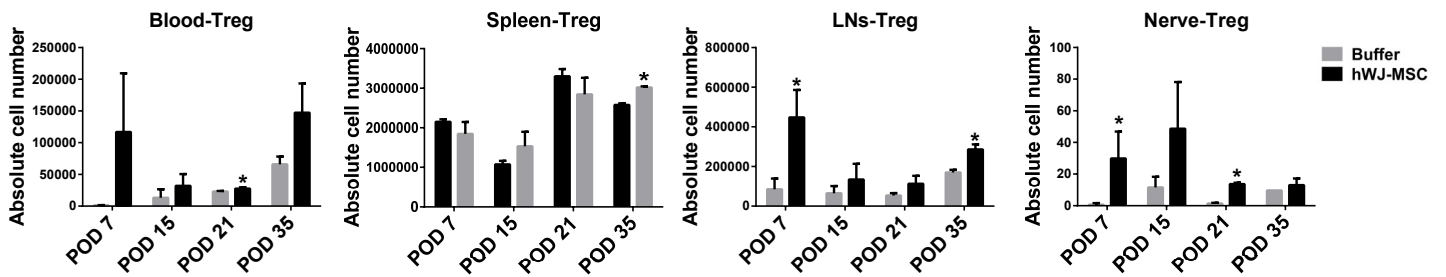 Blood-Treg
Absolute cell number
250000
200000
150000
100000
50000
0
*
POD 7
POD 15
POD 21
POD 35
Spleen-Treg
Absolute cell number
4000000
3000000
2000000
1000000
0
*
POD 7
POD 15
POD 21
POD 35
LNs-Treg
Absolute cell number
800000
600000
400000
200000
0
*
*
POD 7
POD 15
POD 21
POD 35
Nerve-Treg
Absolute cell number
100
80
60
40
20
0
*
*
POD 7
POD 15
POD 21
POD 35
Buffer
hWJ-MSC